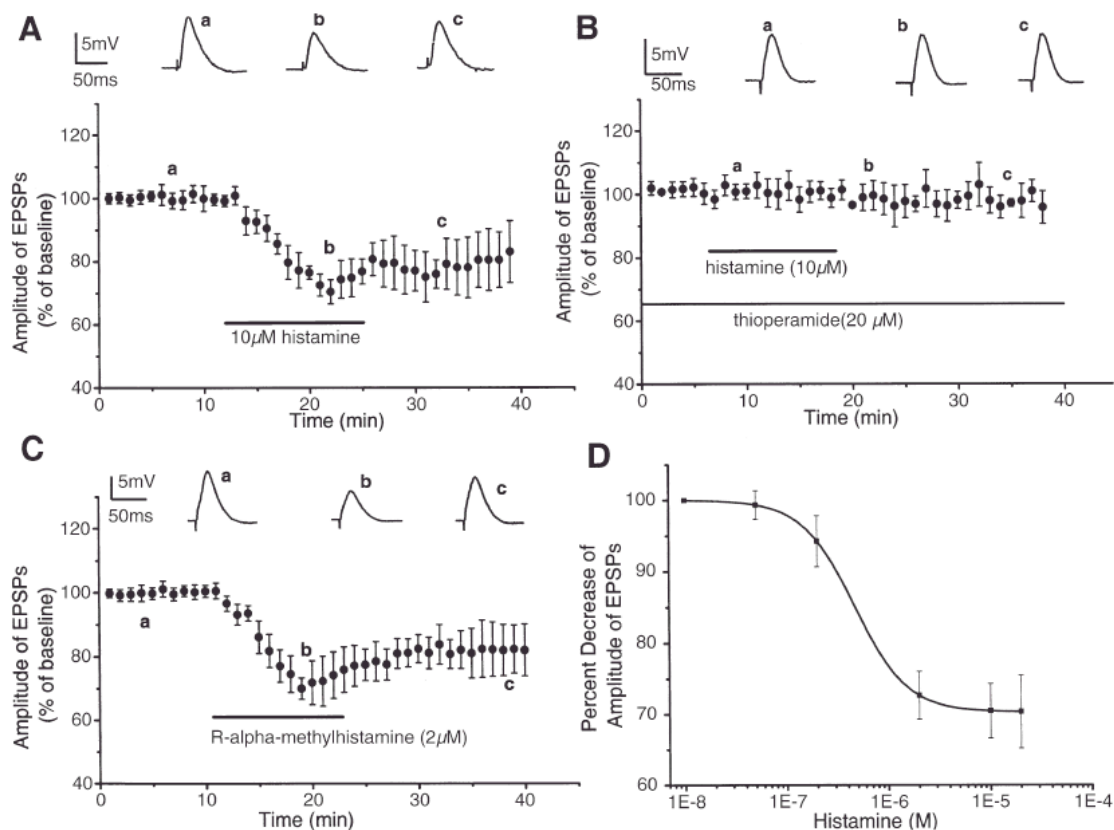 A
a
b
c
5mV
50ms
Amplitude of EPSPs
(% of baseline)
120
100
80
60
40
a
b
c
10µM histamine
0
10
20
30
40
Time (min)
B
a
b
c
5mV
50ms
Amplitude of EPSPs
(% of baseline)
120
100
80
60
40
a
b
c
histamine (10µM)
thioperamide(20 µM)
0
10
20
30
40
Time (min)
C
a
b
c
5mV
50ms
Amplitude of EPSPs
(% of baseline)
120
100
80
60
40
a
b
c
R-alpha-methylhistamine (2µM)
0
10
20
30
40
Time (min)
D
Percent Decrease of
Amplitude of EPSPs
100
90
80
70
60
1E-8
1E-7
1E-6
1E-5
1E-4
Histamine (M)